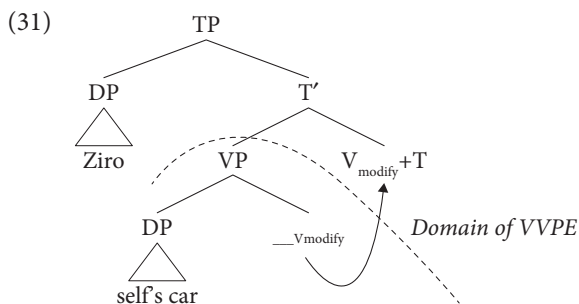 (31)
TP
DP T′
Ziro
VP Vmodify+T
DP __Vmodify Domain of VVPE
self's car